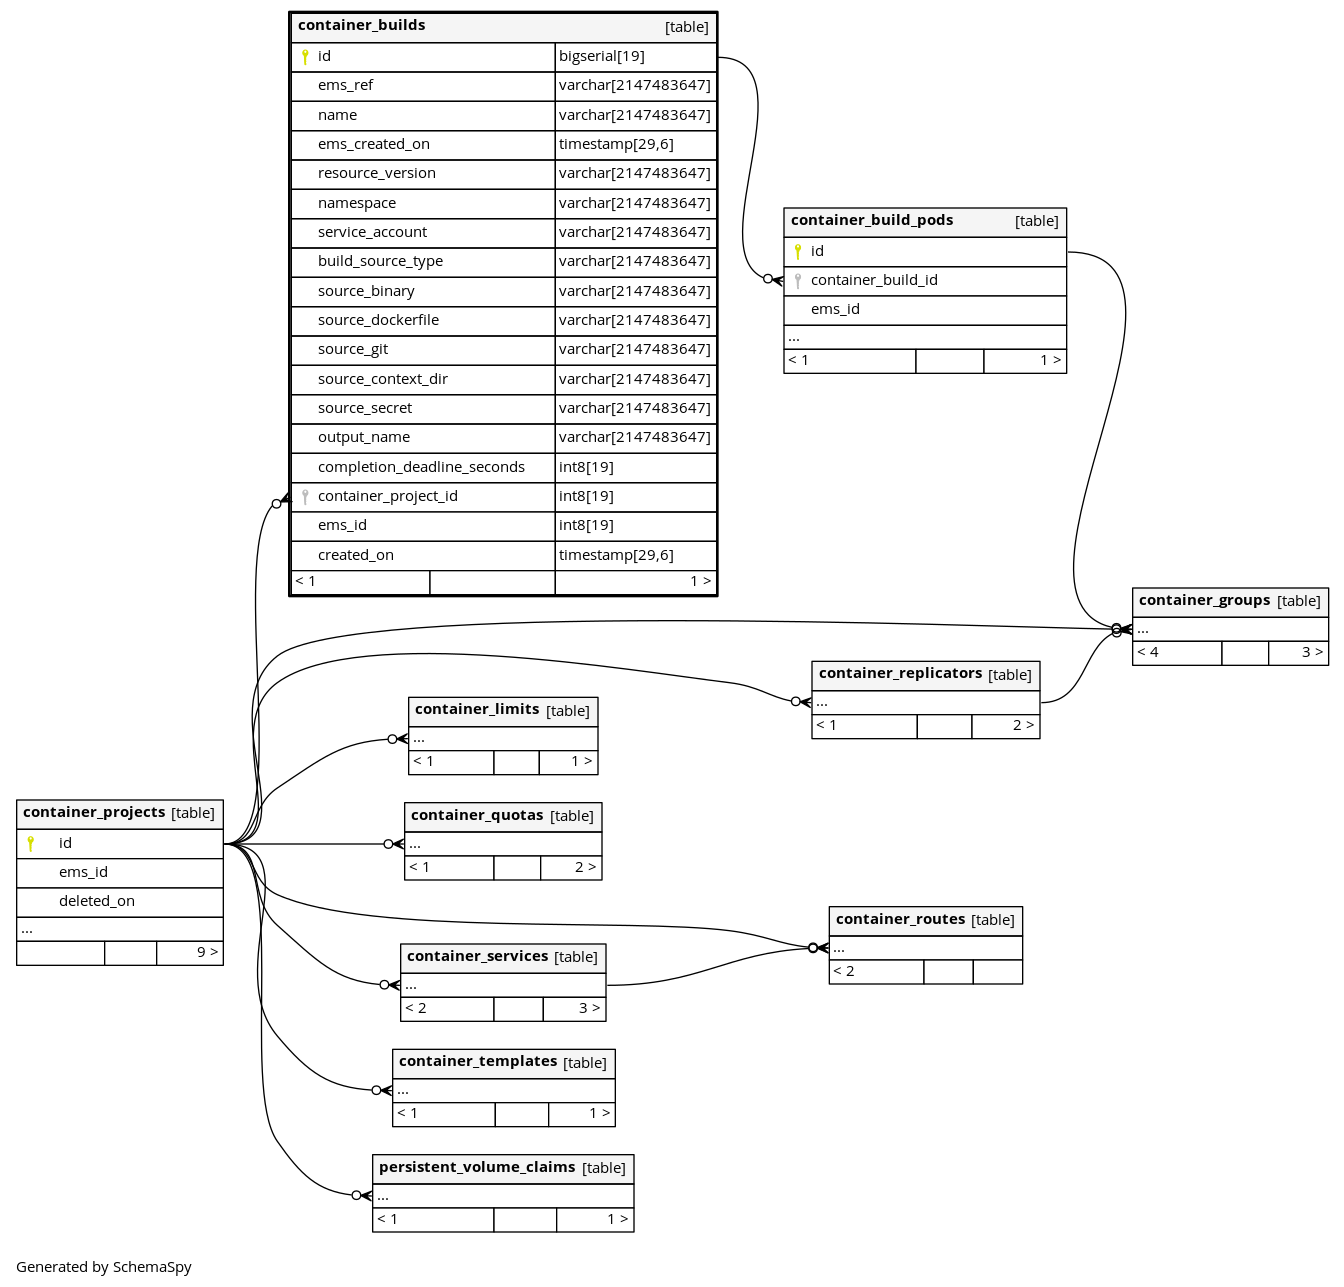 container_builds [table]
id bigserial[19]
ems_ref varchar[2147483647]
name varchar[2147483647]
ems_created_on timestamp[29,6]
resource_version varchar[2147483647]
namespace varchar[2147483647]
service_account varchar[2147483647]
build_source_type varchar[2147483647]
source_binary varchar[2147483647]
source_dockerfile varchar[2147483647]
source_git varchar[2147483647]
source_context_dir varchar[2147483647]
source_secret varchar[2147483647]
output_name varchar[2147483647]
completion_deadline_seconds int8[19]
container_project_id int8[19]
ems_id int8[19]
created_on timestamp[29,6]
< 1 1 >
container_build_pods [table]
id
container_build_id
ems_id
...
< 1 1 >
container_groups [table]
...
< 4 3 >
container_replicators [table]
...
< 1 2 >
container_limits [table]
...
< 1 1 >
container_projects [table]
id
ems_id
deleted_on
...
9 >
container_quotas [table]
...
< 1 2 >
container_routes [table]
...
< 2
container_services [table]
...
< 2 3 >
container_templates [table]
...
< 1 1 >
persistent_volume_claims [table]
...
< 1 1 >
Generated by SchemaSpy